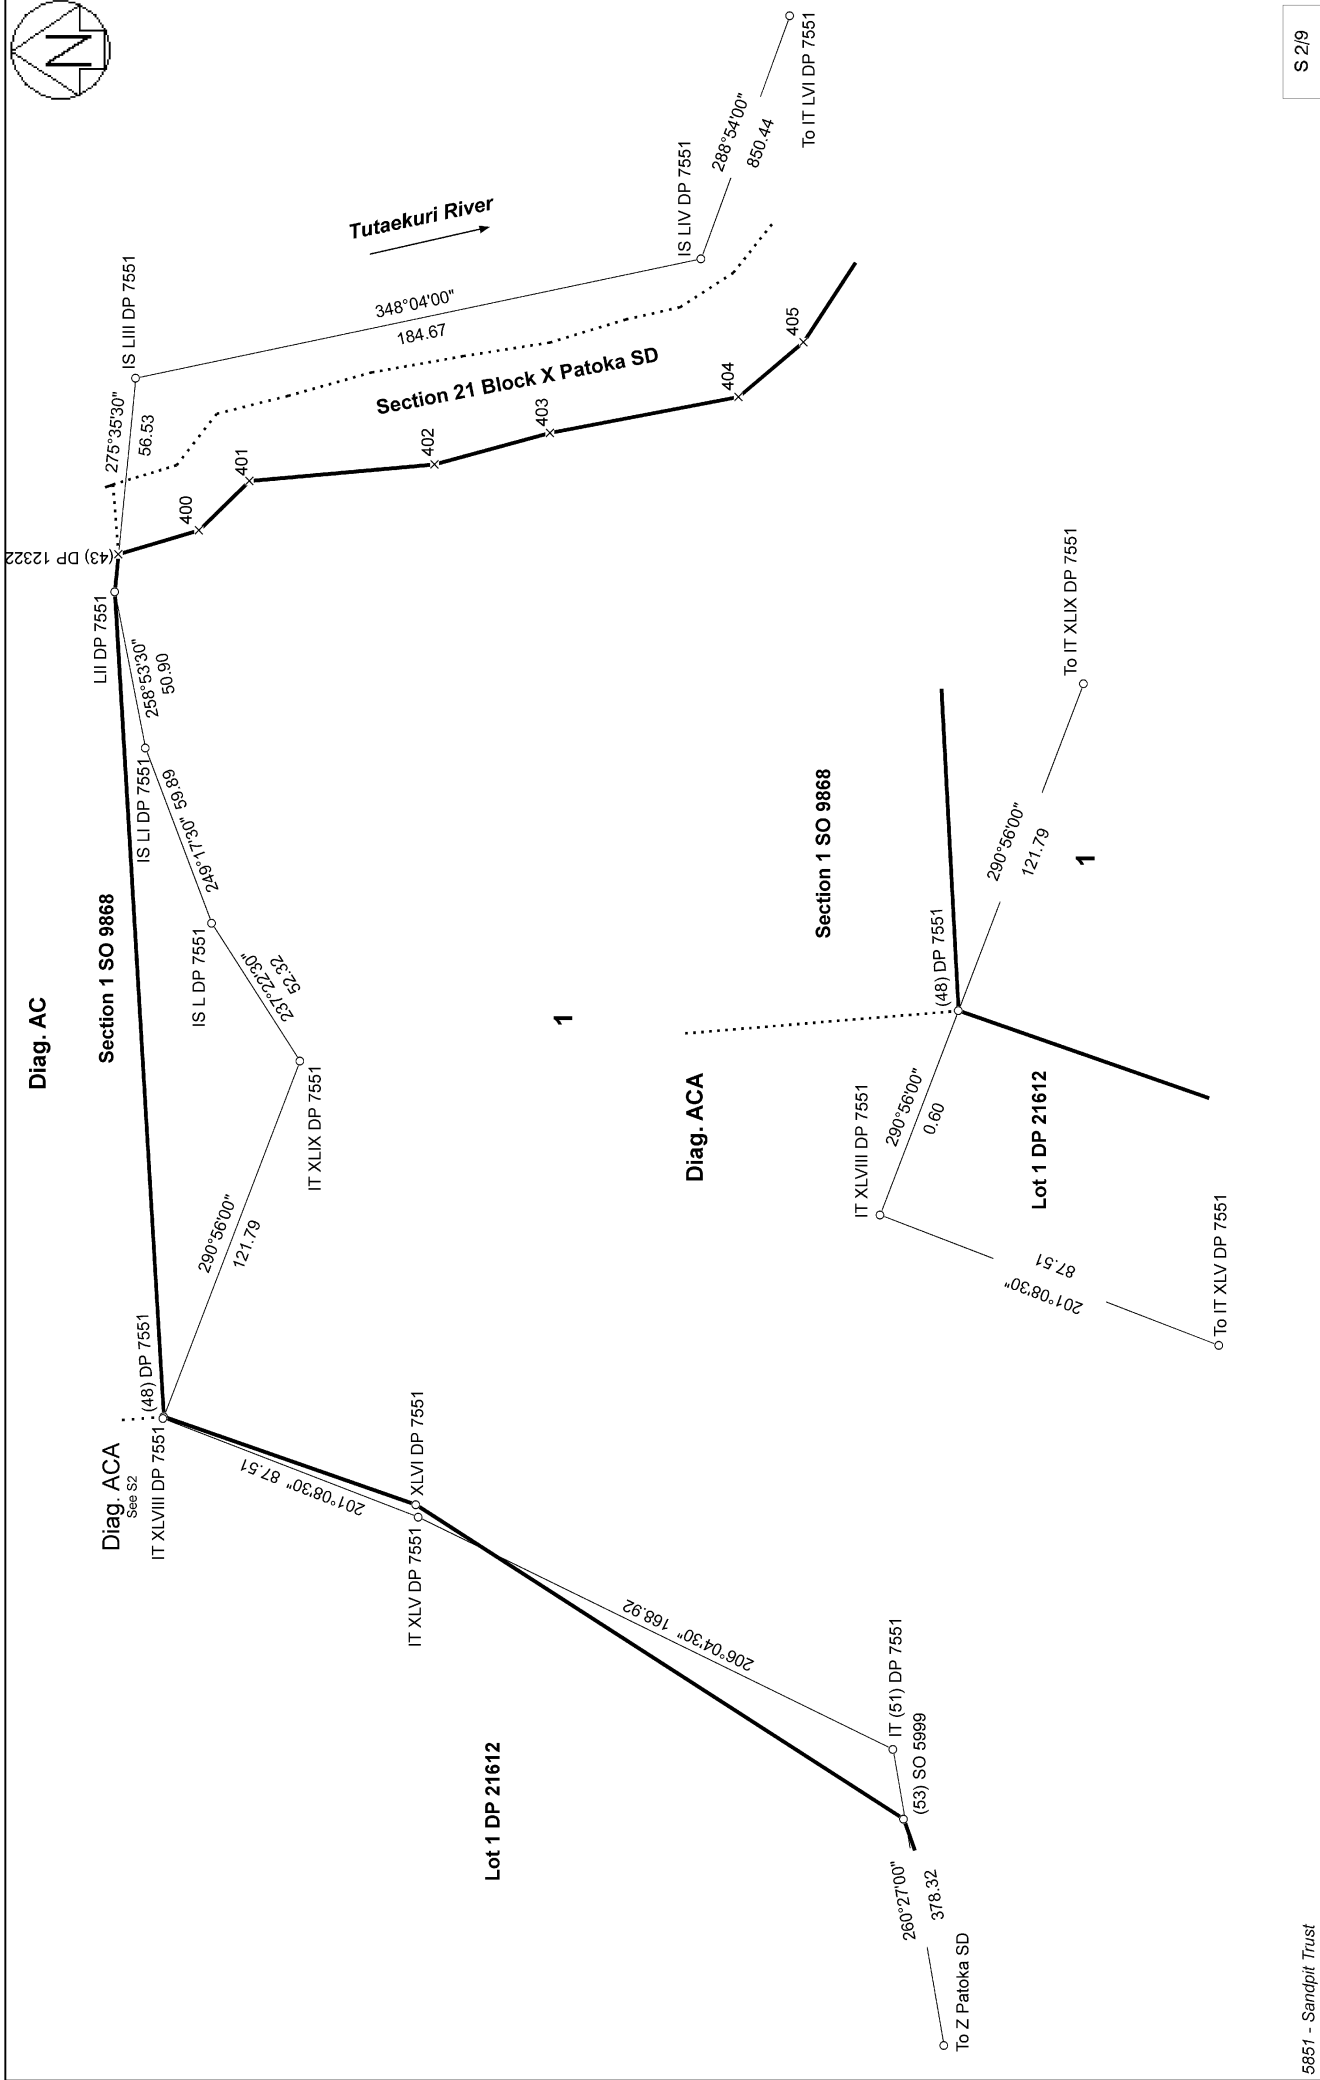 Diag. AC
N
Diag. ACA
See S2
IT XLVIII DP 7551
(48) DP 7551
Section 1 SO 9868
LII DP 7551
(43) DP 12322
275°35'30"
56.53
IS LIII DP 7551
258°53'30"
50.90
IS LI DP 7551
249°17'30" 59.89
IS L DP 7551
237°22'30"
52.32
IT XLIX DP 7551
290°56'00"
121.79
201°08'30" 87.51
XLVI DP 7551
IT XLV DP 7551
206°04'30" 168.92
IT (51) DP 7551
(53) SO 5999
260°27'00"
378.32
To Z Patoka SD
Lot 1 DP 21612
1
400
401
402
403
404
405
Section 21 Block X Patoka SD
348°04'00"
184.67
Tutaekuri River
IS LIV DP 7551
288°54'00"
850.44
To IT LVI DP 7551
Diag. ACA
Section 1 SO 9868
IT XLVIII DP 7551
(48) DP 7551
290°56'00"
0.60
290°56'00"
121.79
1
To IT XLIX DP 7551
Lot 1 DP 21612
201°08'30"
87.51
To IT XLV DP 7551
5851 - Sandpit Trust
S 2/9